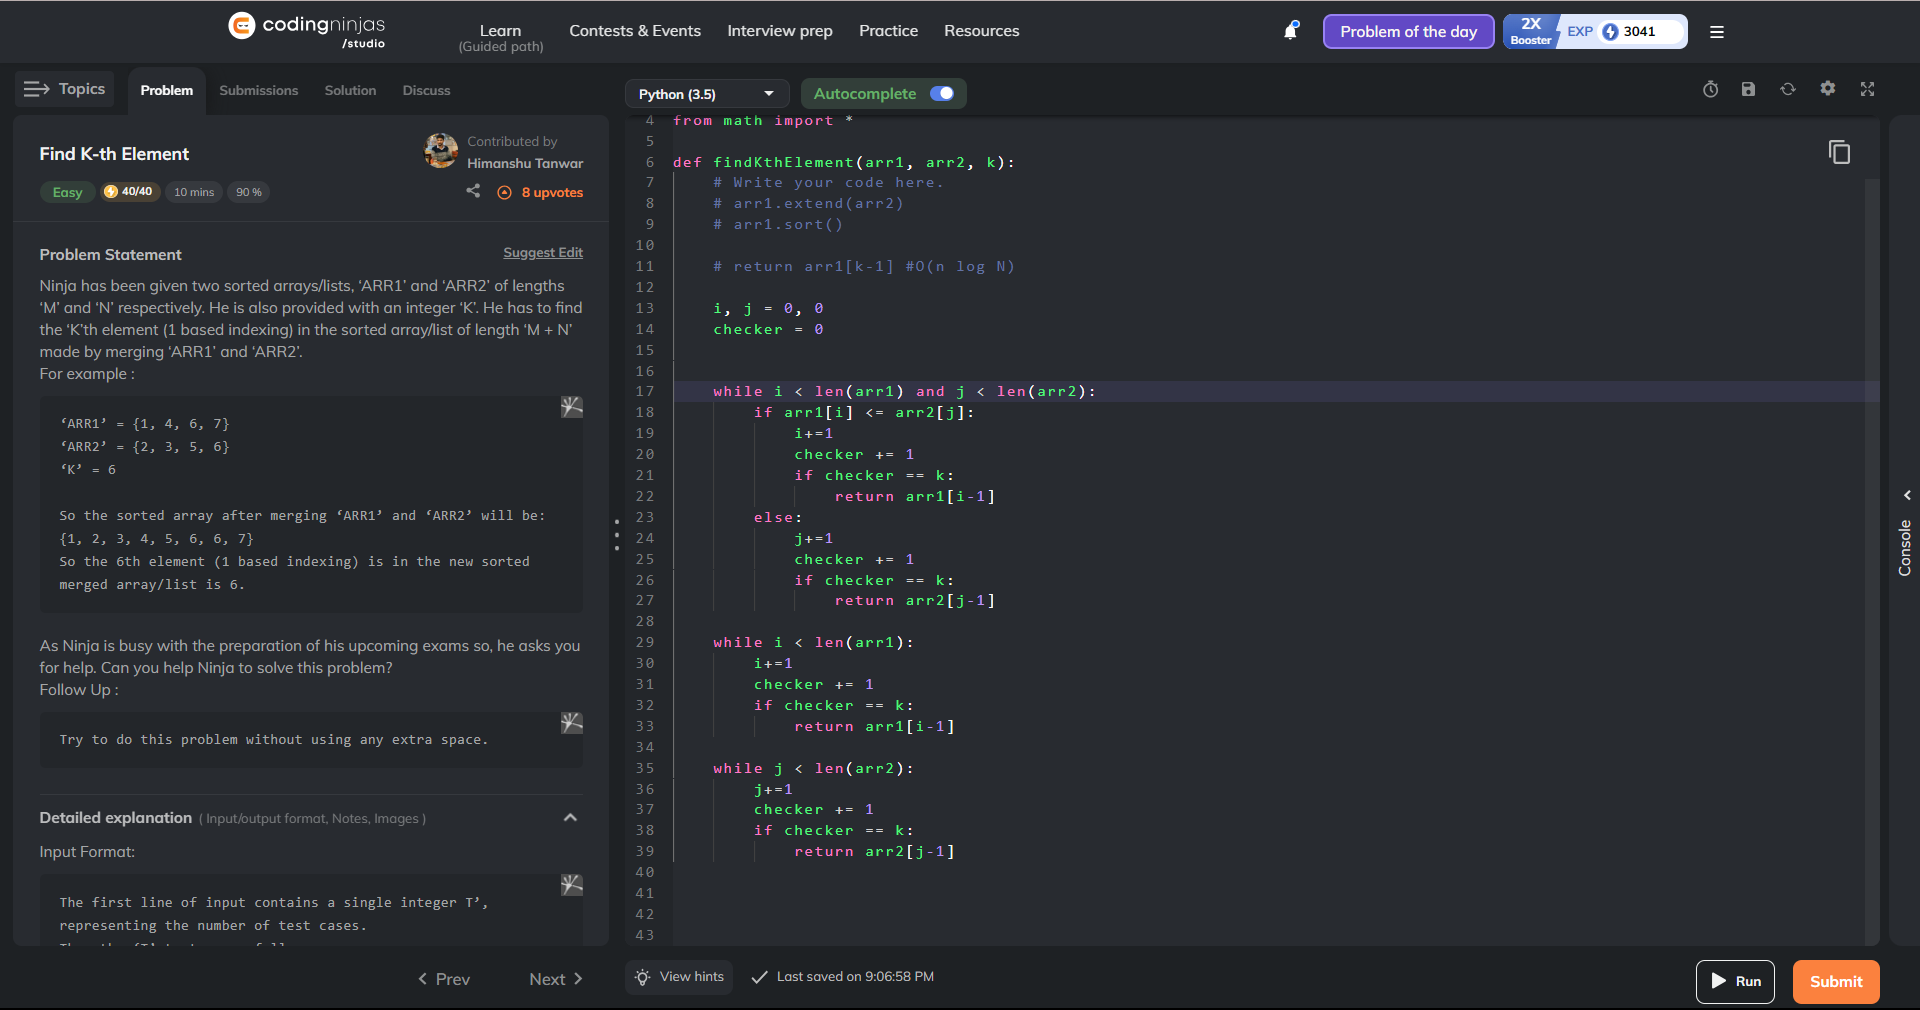 codingninjas
/studio
Learn
(Guided path)
Contests & Events
Interview prep
Practice
Resources
Problem of the day
2X
Booster
EXP
3041
Topics
Problem
Submissions
Solution
Discuss
Find K-th Element
Contributed by
Himanshu Tanwar
Easy
40/40
10 mins
90 %
8 upvotes
Problem Statement
Suggest Edit
Ninja has been given two sorted arrays/lists, ‘ARR1’ and ‘ARR2’ of lengths
‘M’ and ‘N’ respectively. He is also provided with an integer ‘K’. He has to find
the ‘K’th element (1 based indexing) in the sorted array/list of length ‘M + N’
made by merging ‘ARR1’ and ‘ARR2’.
For example :
‘ARR1’ = {1, 4, 6, 7}
‘ARR2’ = {2, 3, 5, 6}
‘K’ = 6
So the sorted array after merging ‘ARR1’ and ‘ARR2’ will be:
{1, 2, 3, 4, 5, 6, 6, 7}
So the 6th element (1 based indexing) is in the new sorted
merged array/list is 6.
As Ninja is busy with the preparation of his upcoming exams so, he asks you
for help. Can you help Ninja to solve this problem?
Follow Up :
Try to do this problem without using any extra space.
Detailed explanation ( Input/output format, Notes, Images )
Input Format:
The first line of input contains a single integer T’,
representing the number of test cases.
Prev
Next
Python (3.5)
Autocomplete
4 from math import *
5
6 def findKthElement(arr1, arr2, k):
7     # Write your code here.
8     # arr1.extend(arr2)
9     # arr1.sort()
10
11     # return arr1[k-1] #O(n log N)
12
13     i, j = 0, 0
14     checker = 0
15
16
17     while i < len(arr1) and j < len(arr2):
18         if arr1[i] <= arr2[j]:
19             i+=1
20             checker += 1
21             if checker == k:
22                 return arr1[i-1]
23         else:
24             j+=1
25             checker += 1
26             if checker == k:
27                 return arr2[j-1]
28
29     while i < len(arr1):
30         i+=1
31         checker += 1
32         if checker == k:
33             return arr1[i-1]
34
35     while j < len(arr2):
36         j+=1
37         checker += 1
38         if checker == k:
39             return arr2[j-1]
40
41
42
43
Console
View hints
Last saved on 9:06:58 PM
Run
Submit